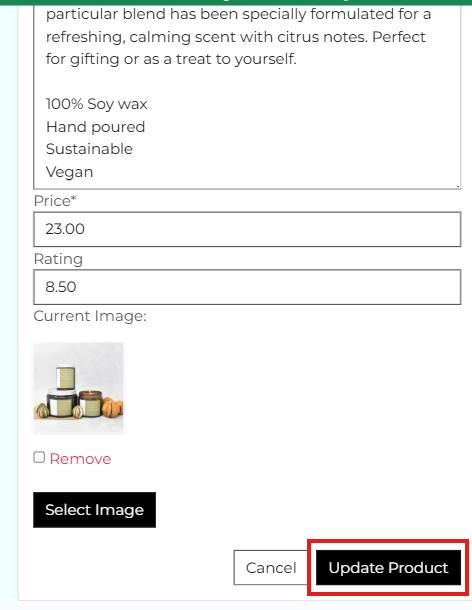 particular blend has been specially formulated for a
refreshing, calming scent with citrus notes. Perfect
for gifting or as a treat to yourself.
100% Soy wax
Hand poured
Sustainable
Vegan
Price*
23.00
Rating
8.50
Current Image:
Remove
Select Image
Cancel
Update Product